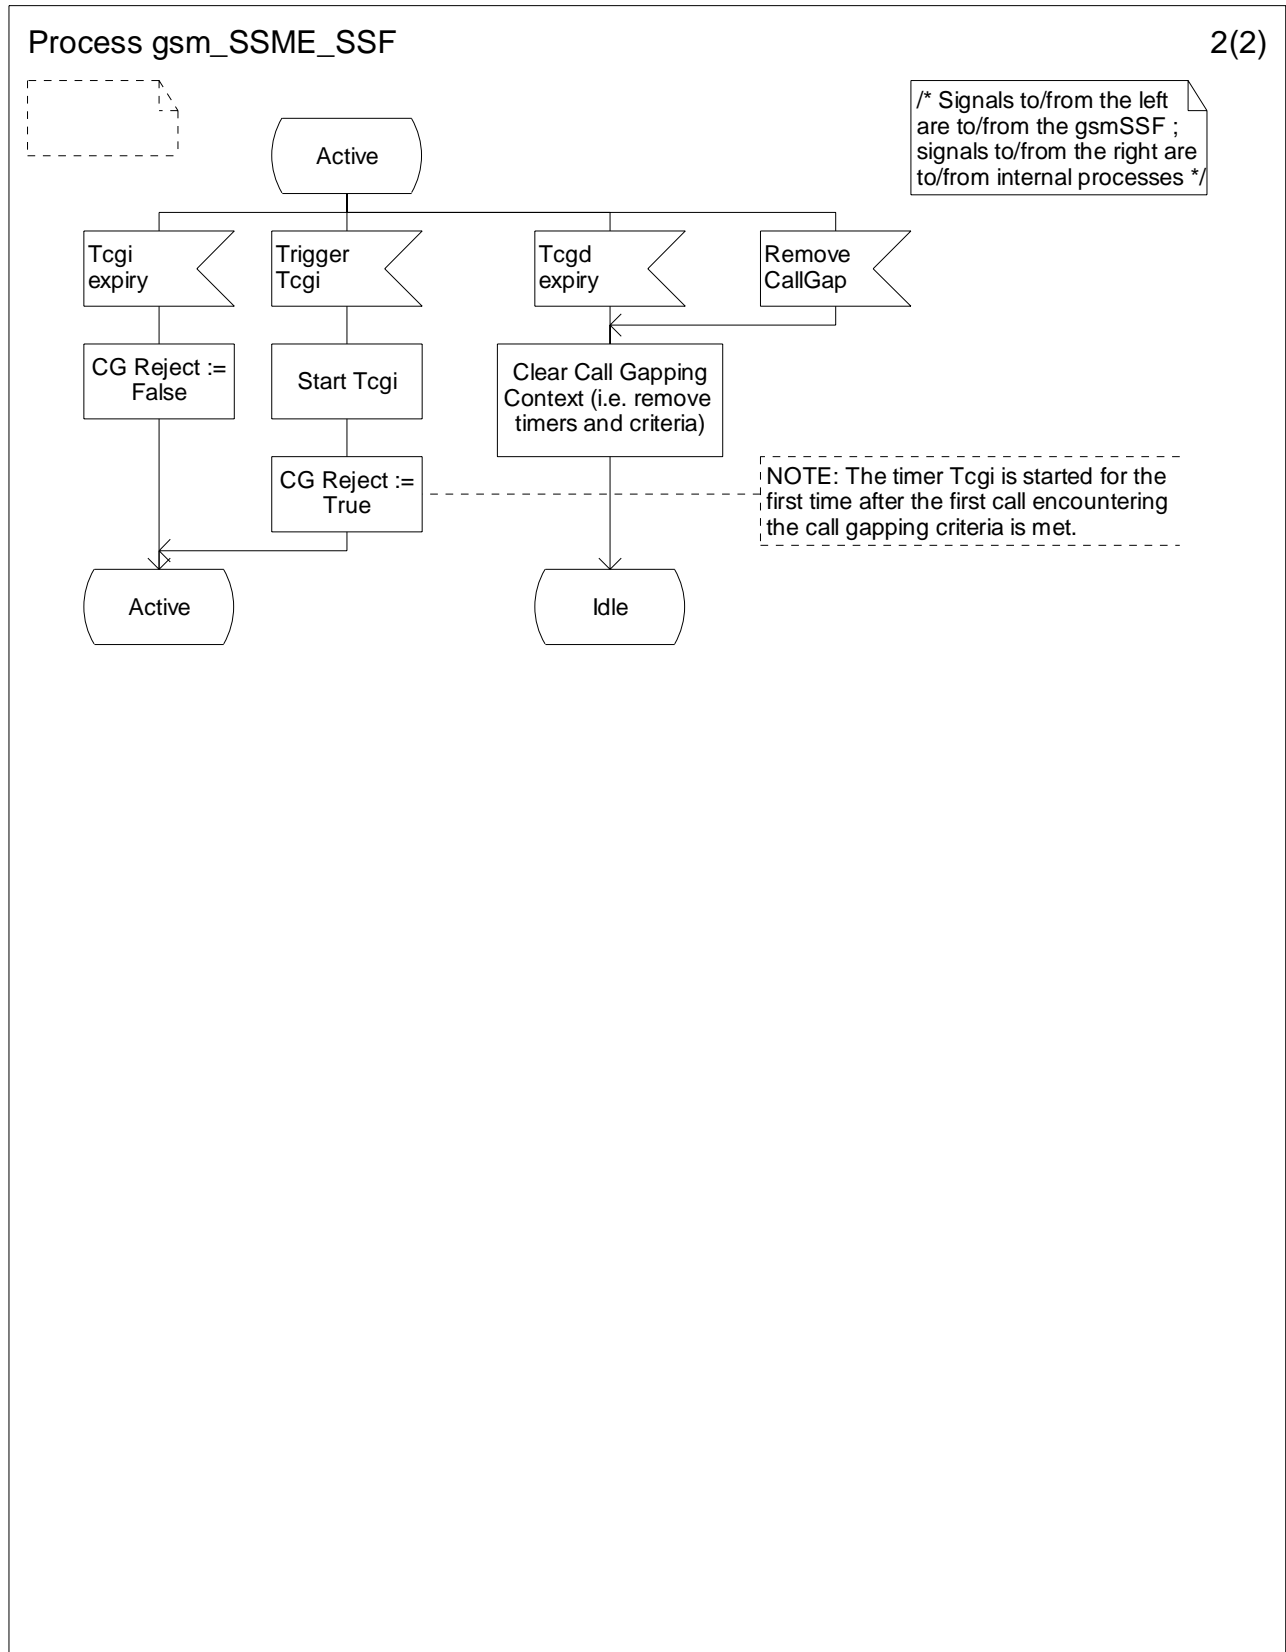 Process gsm_SSME_SSF
2(2)
/* Signals to/from the left
are to/from the gsmSSF ;
signals to/from the right are
to/from internal processes */
Active
Tcgi
expiry
Trigger
Tcgi
Tcgd
expiry
Remove
CallGap
CG Reject :=
False
Start Tcgi
Clear Call Gapping
Context (i.e. remove
timers and criteria)
CG Reject :=
True
NOTE: The timer Tcgi is started for the
first time after the first call encountering
the call gapping criteria is met.
Active
Idle